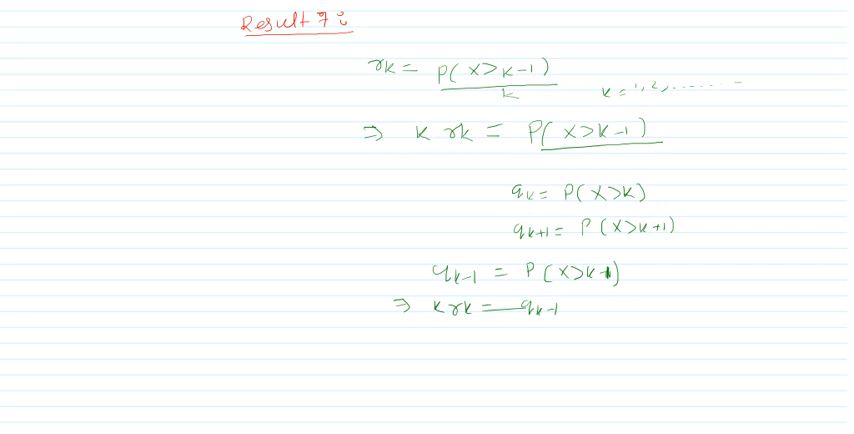 Result 7 :
rk = P(X>k-1) / k k = 1, 2, ........
⇒ k rk = P(X>k-1)
qk = P(X>k)
qk+1 = P(X>k+1)
qk-1 = P(X>k-1)
⇒ k rk = qk-1